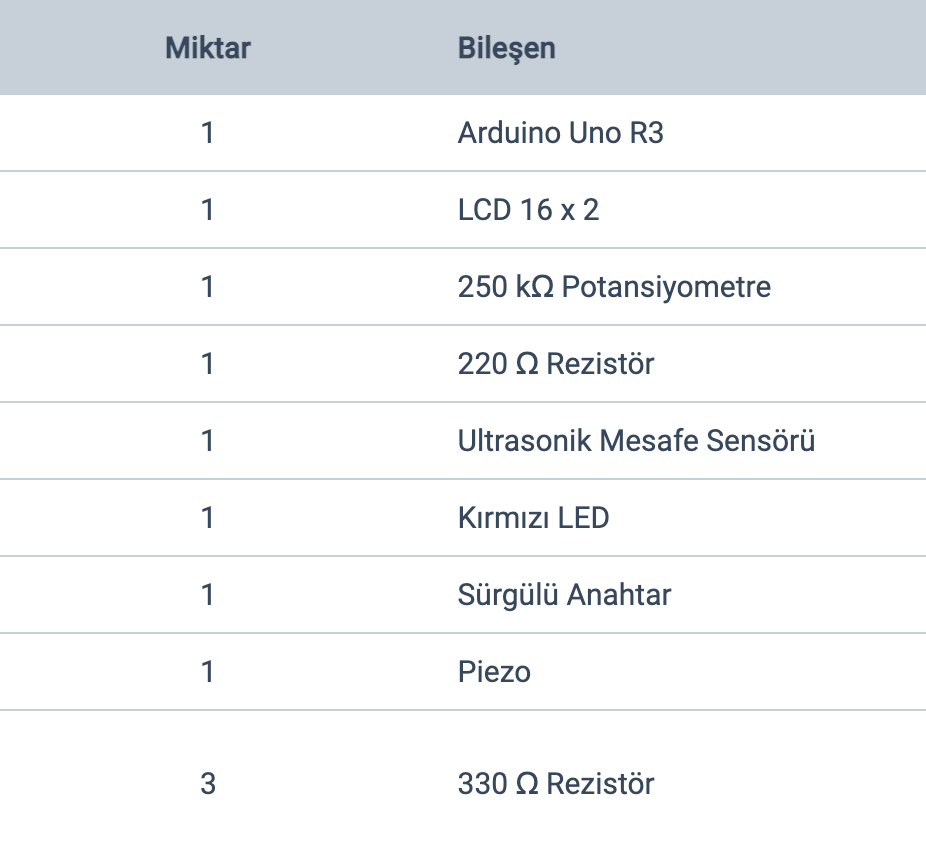 Miktar Bileşen
1 Arduino Uno R3
1 LCD 16 x 2
1 250 kΩ Potansiyometre
1 220 Ω Rezistör
1 Ultrasonik Mesafe Sensörü
1 Kırmızı LED
1 Sürgülü Anahtar
1 Piezo
3 330 Ω Rezistör